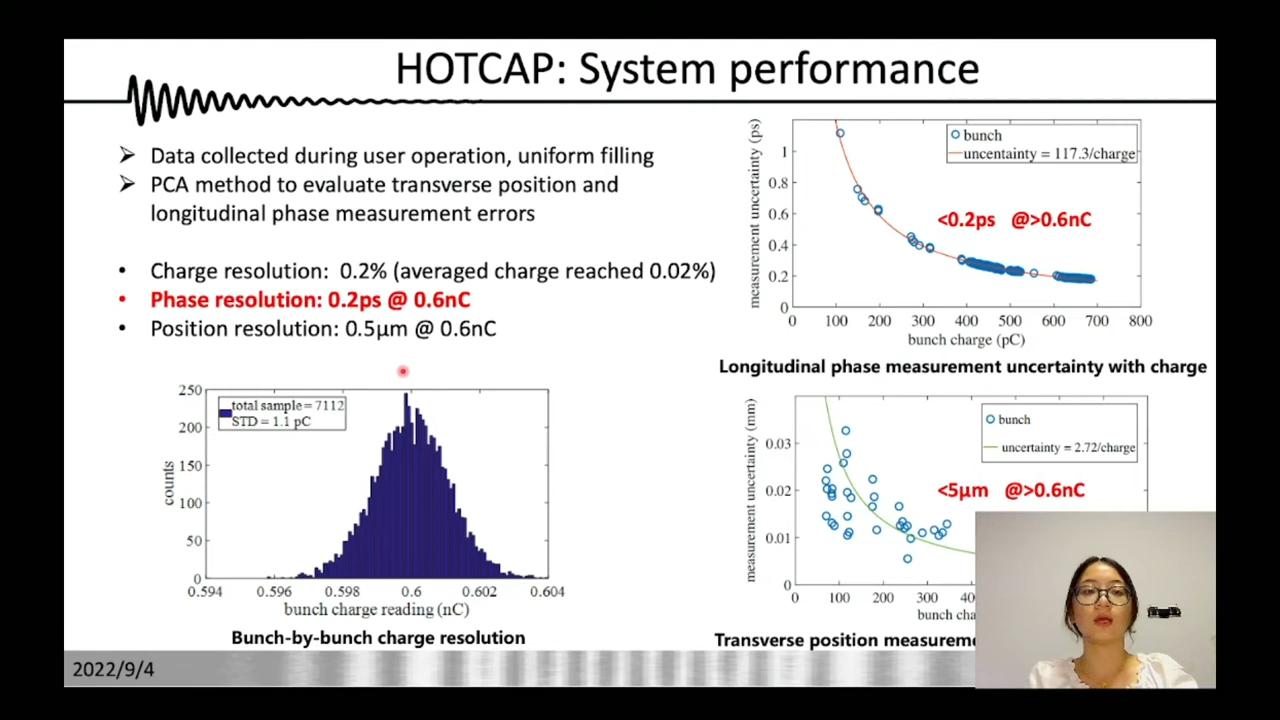 HOTCAP: System performance
Data collected during user operation, uniform filling
PCA method to evaluate transverse position and
longitudinal phase measurement errors
• Charge resolution: 0.2% (averaged charge reached 0.02%)
• Phase resolution: 0.2ps @ 0.6nC
• Position resolution: 0.5μm @ 0.6nC
250
200
150
100
50
0
counts
total sample = 7112
STD = 1.1 pC
0.594 0.596 0.598 0.6 0.602 0.604
bunch charge reading (nC)
Bunch-by-bunch charge resolution
measurement uncertainty (ps)
1
0.8
0.6
0.4
0.2
0
bunch
uncentainty = 117.3/charge
<0.2ps @>0.6nC
0 100 200 300 400 500 600 700 800
bunch charge (pC)
Longitudinal phase measurement uncertainty with charge
measurement uncertainty (mm)
0.03
0.02
0.01
0
bunch
uncertainty = 2.72/charge
<5μm @>0.6nC
0 100 200 300
bunch
Transverse position
2022/9/4